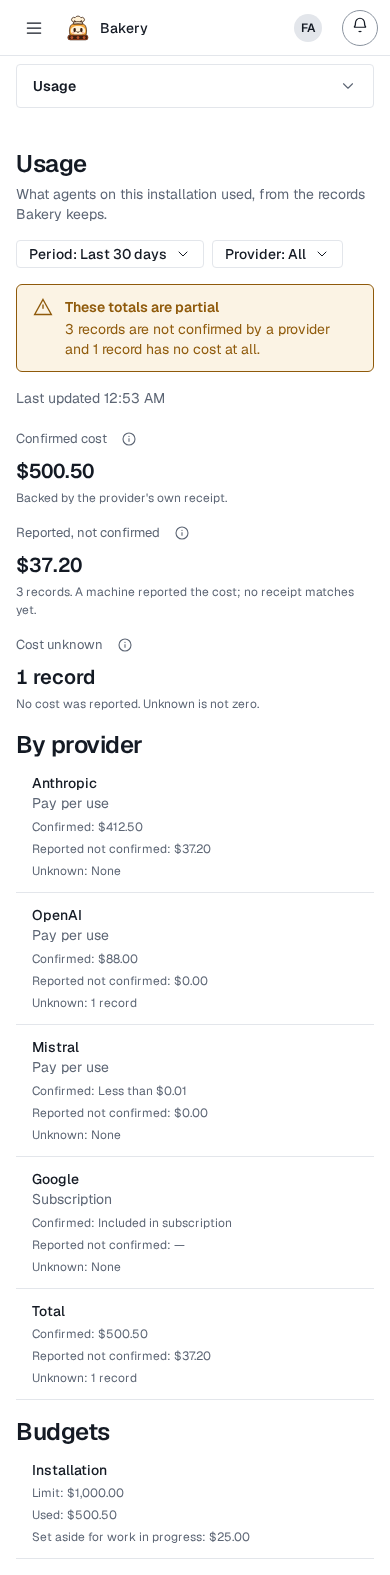 Bakery
FA
Usage
Usage
What agents on this installation used, from the records
Bakery keeps.
Period: Last 30 days
Provider: All
These totals are partial
3 records are not confirmed by a provider
and 1 record has no cost at all.
Last updated 12:53 AM
Confirmed cost
$500.50
Backed by the provider's own receipt.
Reported, not confirmed
$37.20
3 records. A machine reported the cost; no receipt matches
yet.
Cost unknown
1 record
No cost was reported. Unknown is not zero.
By provider
Anthropic
Pay per use
Confirmed: $412.50
Reported not confirmed: $37.20
Unknown: None
OpenAI
Pay per use
Confirmed: $88.00
Reported not confirmed: $0.00
Unknown: 1 record
Mistral
Pay per use
Confirmed: Less than $0.01
Reported not confirmed: $0.00
Unknown: None
Google
Subscription
Confirmed: Included in subscription
Reported not confirmed: —
Unknown: None
Total
Confirmed: $500.50
Reported not confirmed: $37.20
Unknown: 1 record
Budgets
Installation
Limit: $1,000.00
Used: $500.50
Set aside for work in progress: $25.00